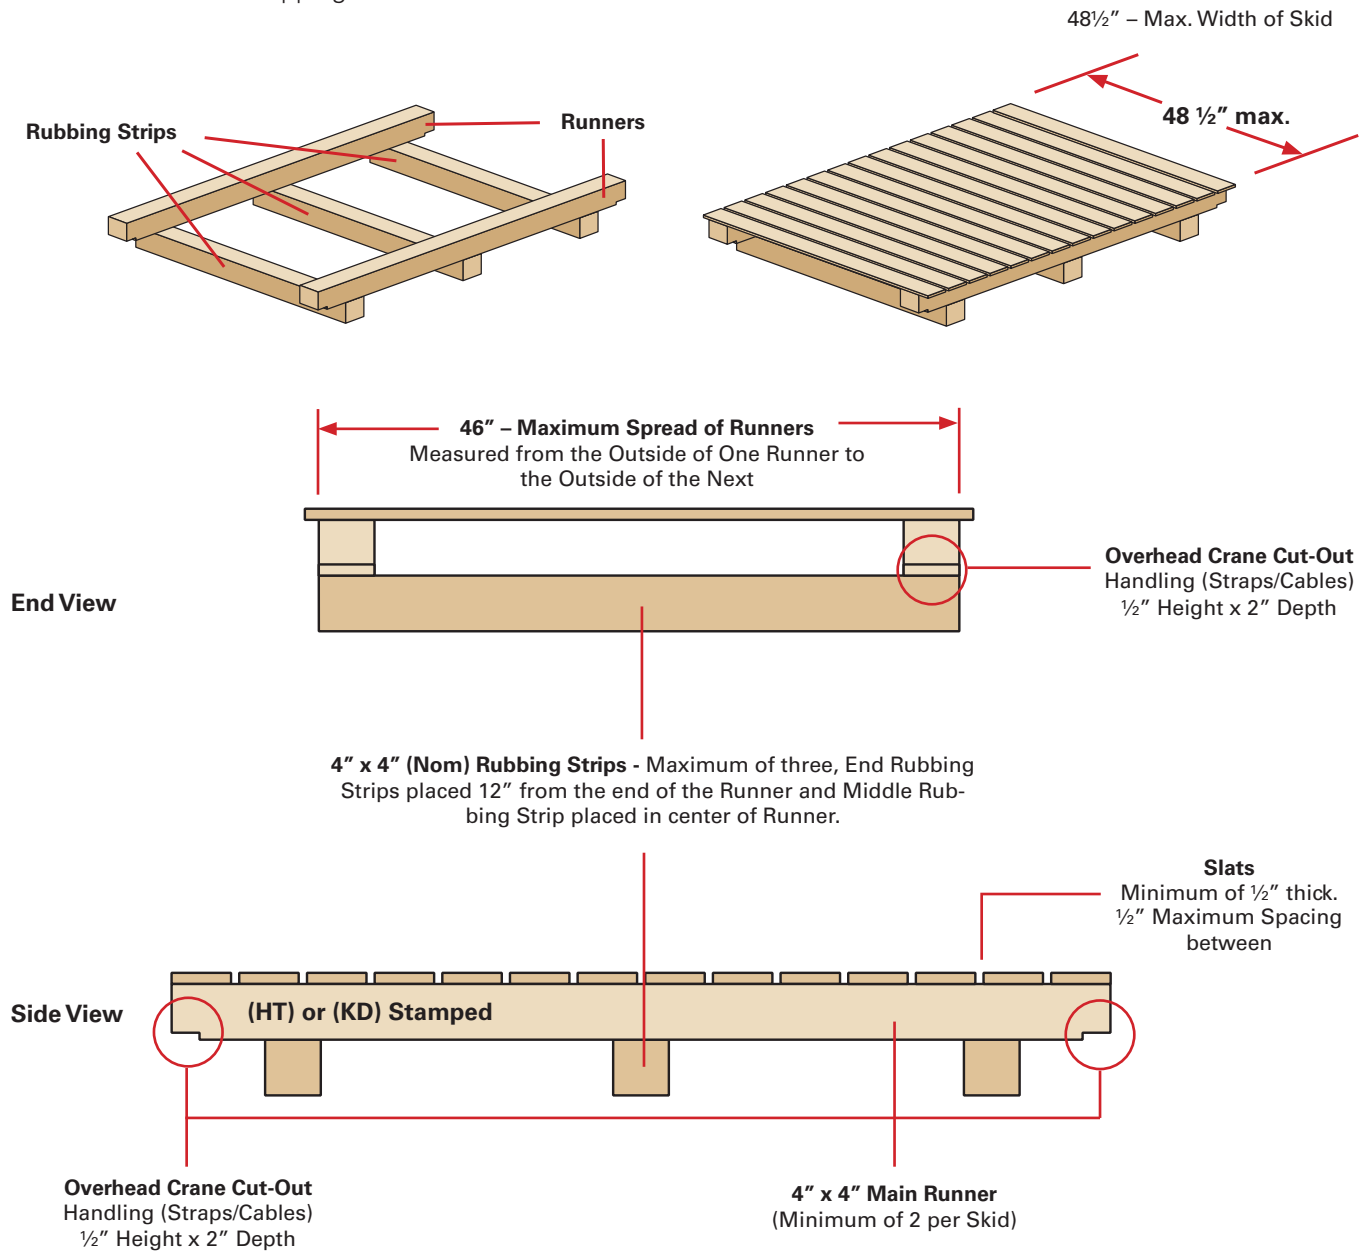 48½” – Max. Width of Skid
48 ½” max.
Rubbing Strips
Runners
46” – Maximum Spread of Runners
Measured from the Outside of One Runner to
the Outside of the Next
Overhead Crane Cut-Out
Handling (Straps/Cables)
½” Height x 2” Depth
End View
4” x 4” (Nom) Rubbing Strips - Maximum of three, End Rubbing
Strips placed 12” from the end of the Runner and Middle Rub-
bing Strip placed in center of Runner.
Slats
Minimum of ½” thick.
½” Maximum Spacing
between
Side View
(HT) or (KD) Stamped
Overhead Crane Cut-Out
Handling (Straps/Cables)
½” Height x 2” Depth
4” x 4” Main Runner
(Minimum of 2 per Skid)